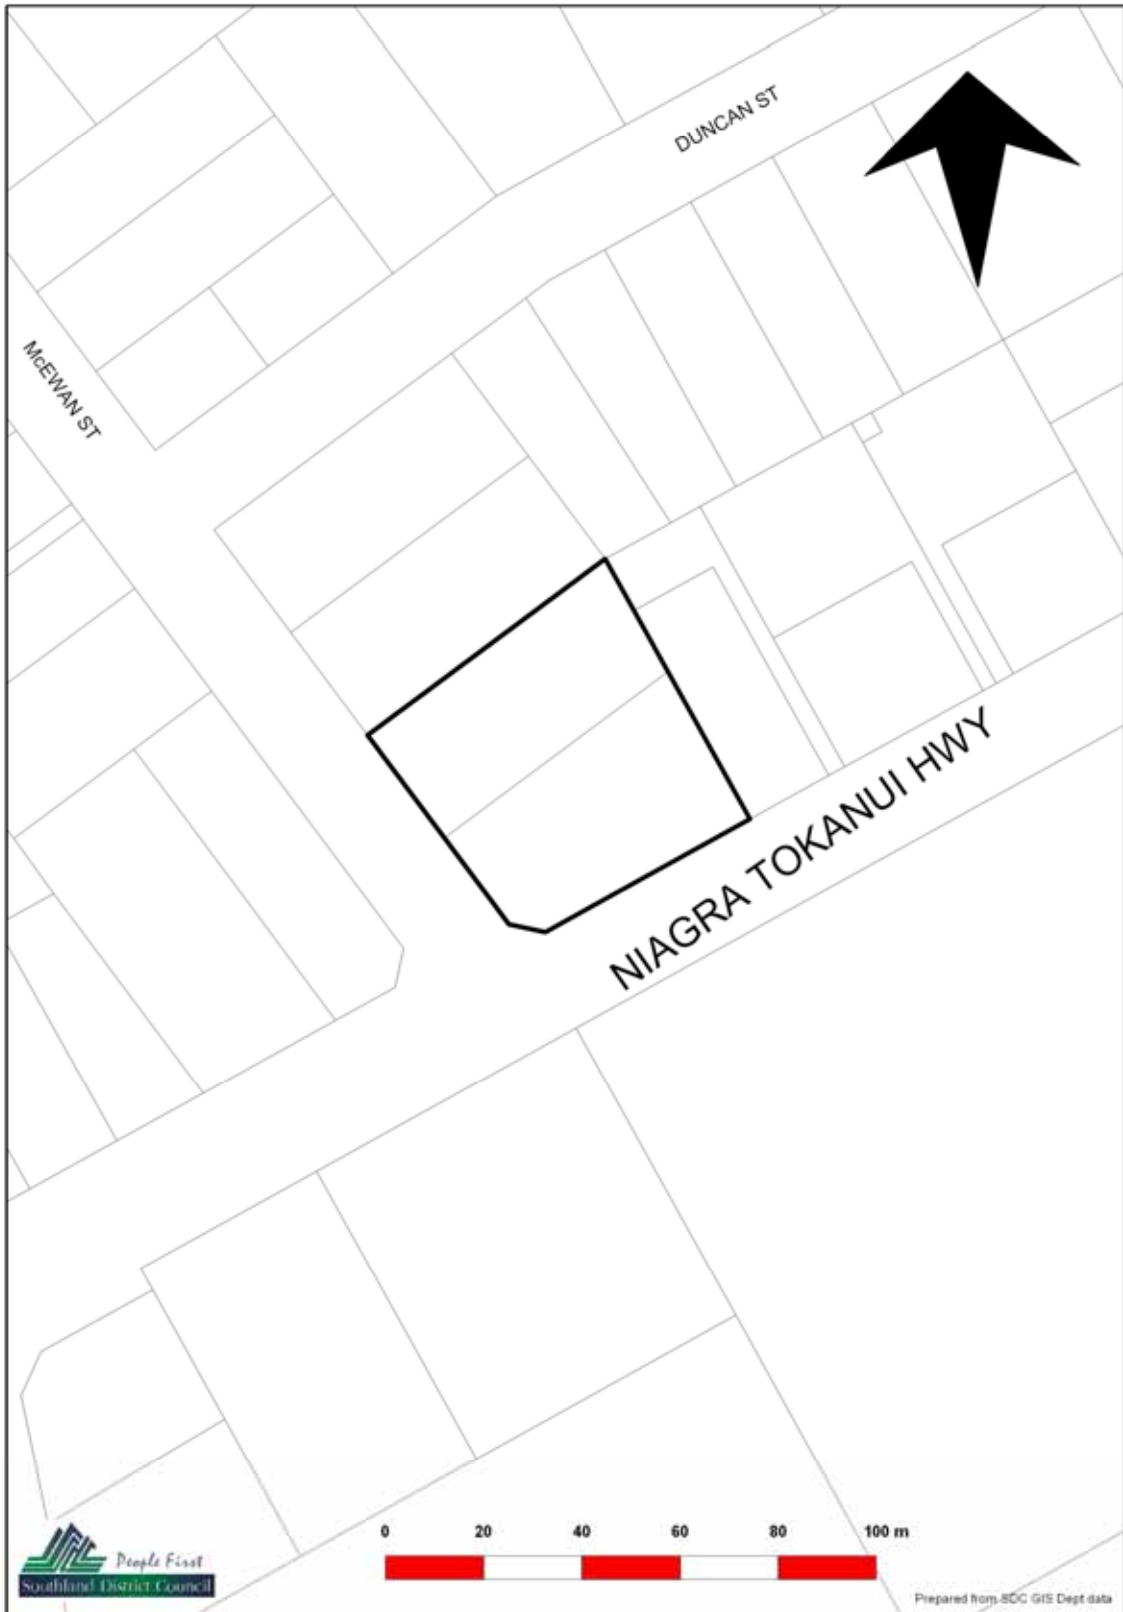 DUNCAN ST
McEWAN ST
NIAGRA TOKANUI HWY
0 20 40 60 80 100 m
People First
Southland District Council
Prepared from SDC GIS Dept data